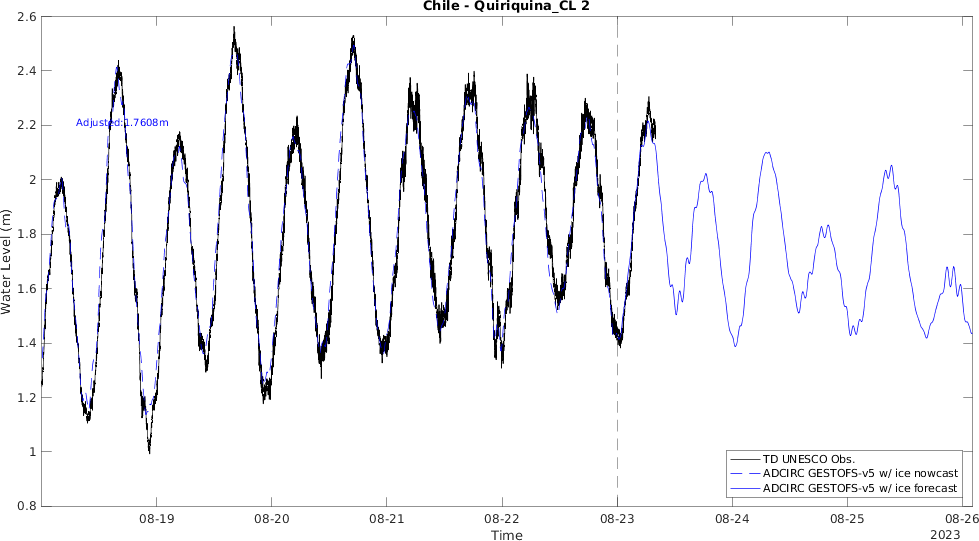 Chile - Quiriquina_CL 2
2.6
2.4
2.2
2
1.8
1.6
1.4
1.2
1
0.8
Water Level (m)
Adjusted:1.7608m
TD UNESCO Obs.
ADCIRC GESTOFS-v5 w/ ice nowcast
ADCIRC GESTOFS-v5 w/ ice forecast
08-19 08-20 08-21 08-22 08-23 08-24 08-25 08-26
Time
2023